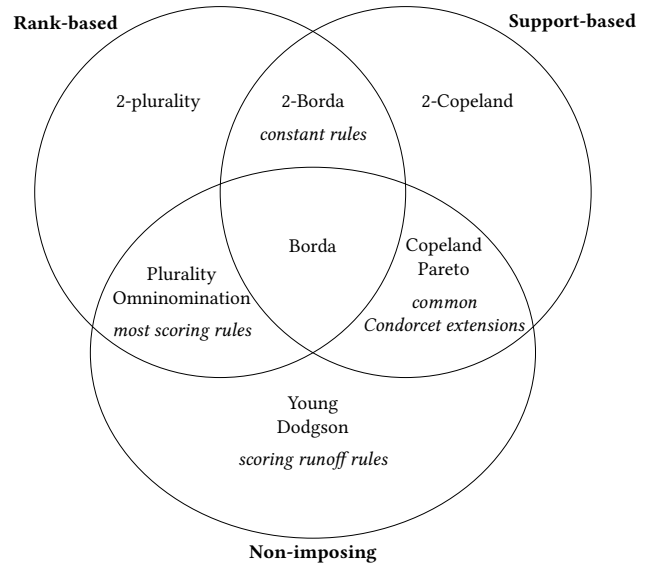 Rank-based
Support-based
2-plurality
2-Borda
constant rules
2-Copeland
Borda
Copeland
Pareto
common
Condorcet extensions
Plurality
Omninomination
most scoring rules
Young
Dodgson
scoring runoff rules
Non-imposing